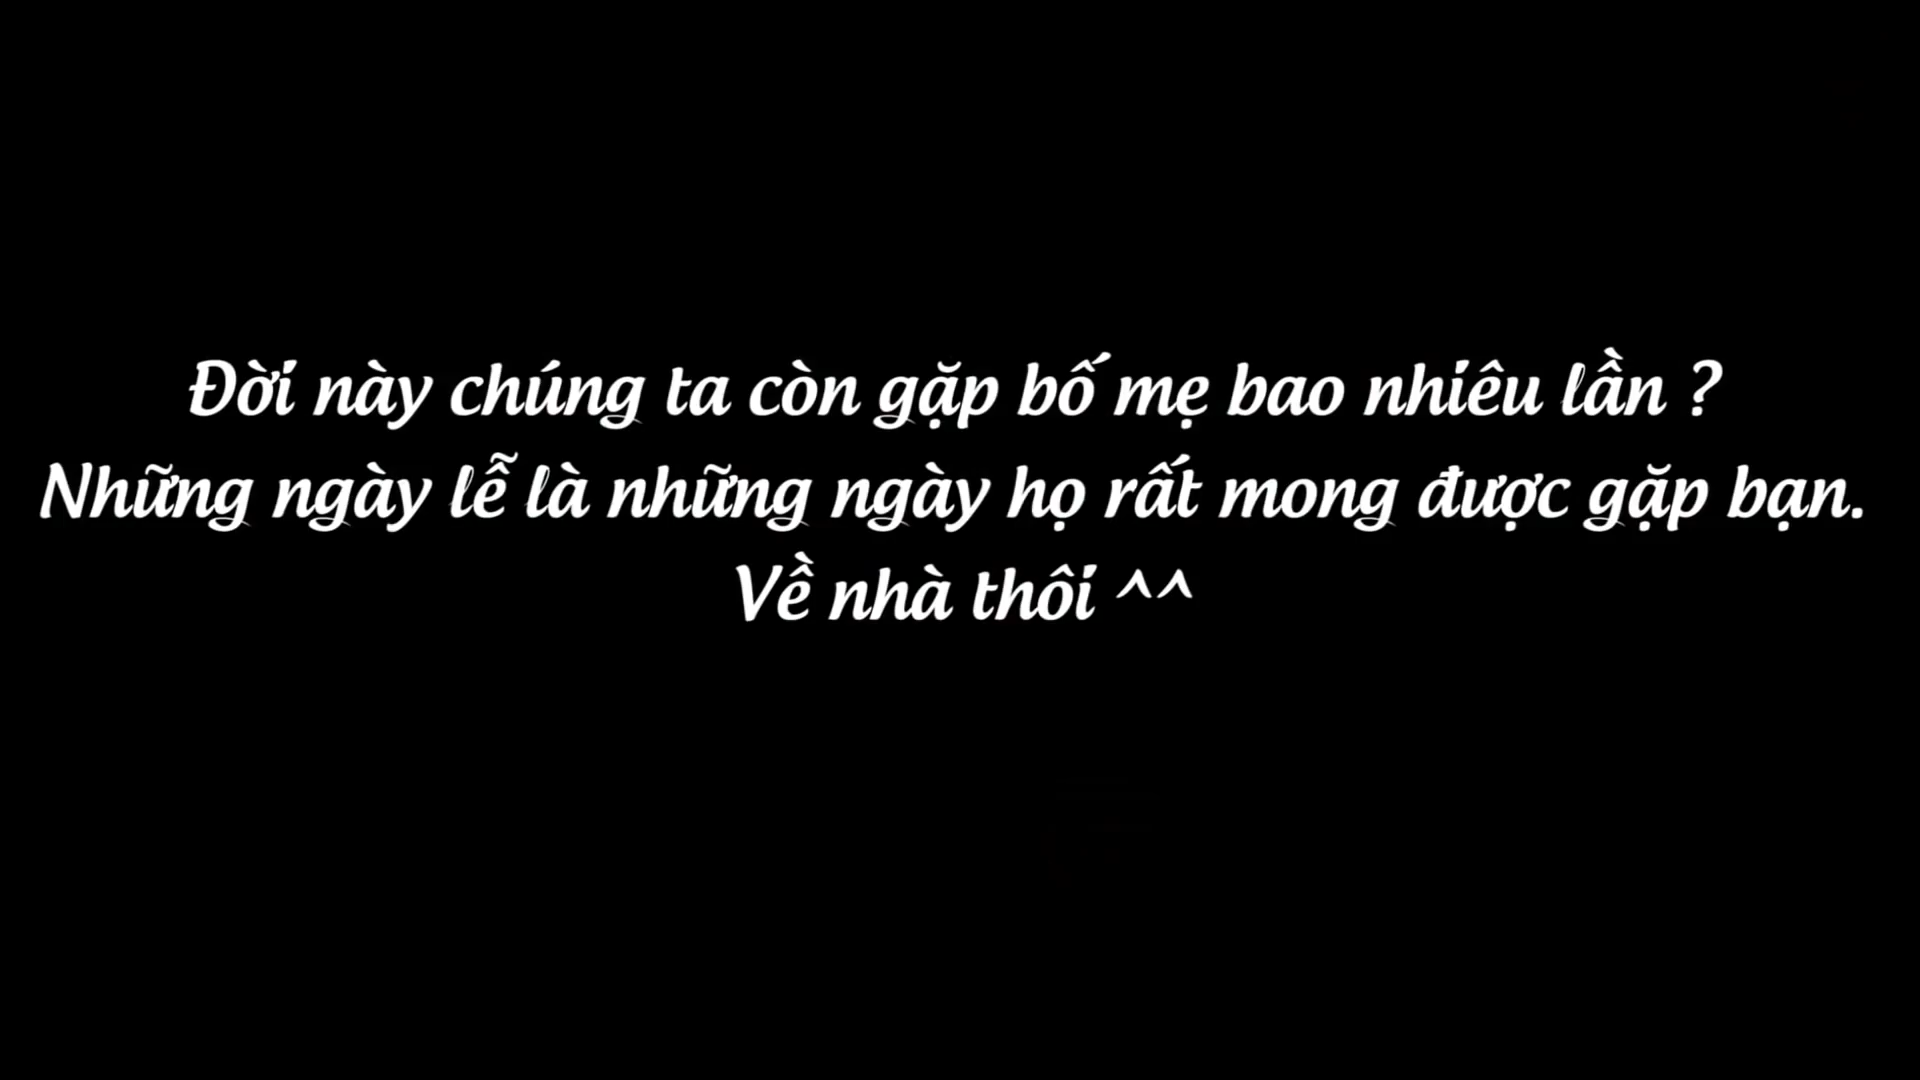 Đời này chúng ta còn gặp bố mẹ bao nhiêu lần ?
Những ngày lễ là những ngày họ rất mong được gặp bạn.
Về nhà thôi ^^